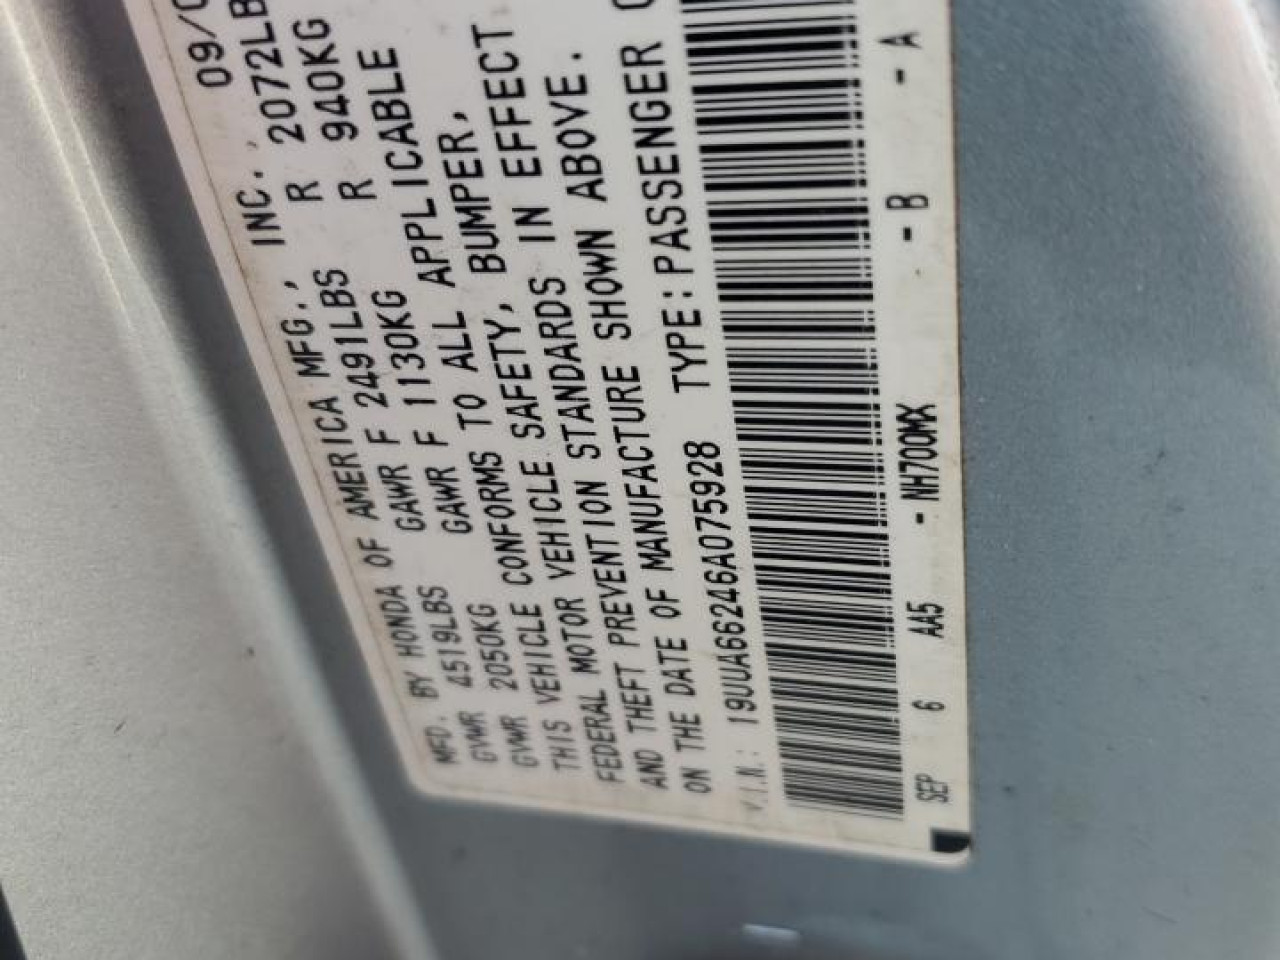 MFD. BY HONDA OF AMERICA MFG., INC., 09/0
GVWR 4519LBS GAWR F 2491LBS R 2072LB
GVWR 2050KG GAWR F 1130KG R 940KG
THIS VEHICLE CONFORMS TO ALL APPLICABLE
FEDERAL MOTOR VEHICLE SAFETY, BUMPER,
AND THEFT PREVENTION STANDARDS IN EFFECT
ON THE DATE OF MANUFACTURE SHOWN ABOVE.
V.I.N.: 19UUA66246A075928 TYPE:PASSENGER
SEP 6 AA5 - NH700MX - B - A